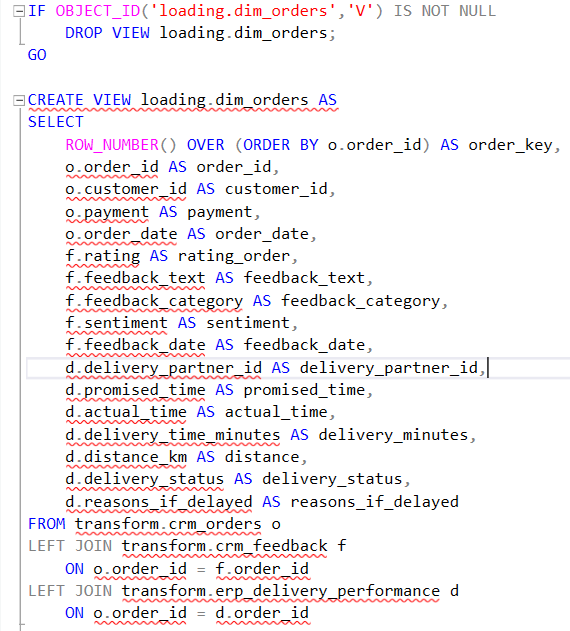 IF OBJECT_ID('loading.dim_orders','V') IS NOT NULL
    DROP VIEW loading.dim_orders;
GO

CREATE VIEW loading.dim_orders AS
SELECT
    ROW_NUMBER() OVER (ORDER BY o.order_id) AS order_key,
    o.order_id AS order_id,
    o.customer_id AS customer_id,
    o.payment AS payment,
    o.order_date AS order_date,
    f.rating AS rating_order,
    f.feedback_text AS feedback_text,
    f.feedback_category AS feedback_category,
    f.sentiment AS sentiment,
    f.feedback_date AS feedback_date,
    d.delivery_partner_id AS delivery_partner_id,
    d.promised_time AS promised_time,
    d.actual_time AS actual_time,
    d.delivery_time_minutes AS delivery_minutes,
    d.distance_km AS distance,
    d.delivery_status AS delivery_status,
    d.reasons_if_delayed AS reasons_if_delayed
FROM transform.crm_orders o
LEFT JOIN transform.crm_feedback f
    ON o.order_id = f.order_id
LEFT JOIN transform.erp_delivery_performance d
    ON o.order_id = d.order_id